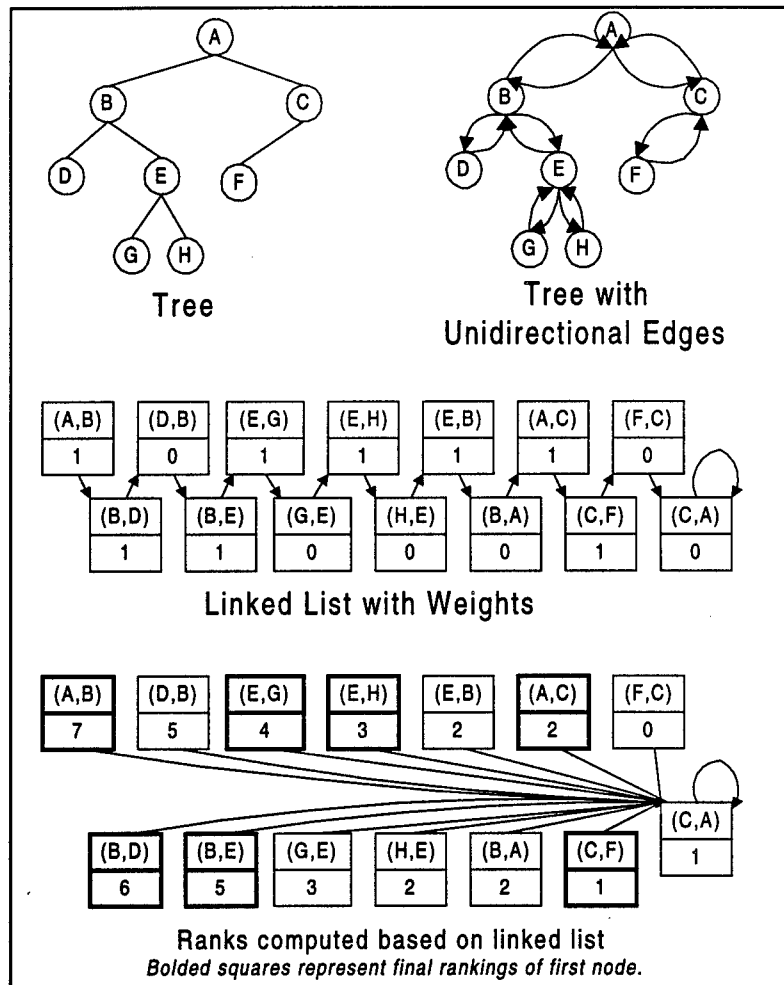 A A
B C B C
D E F D E F
G H G H
Tree
Tree with
Unidirectional Edges
(A,B) (D,B) (E,G) (E,H) (E,B) (A,C) (F,C)
1 0 1 1 1 1 0
(B,D) (B,E) (G,E) (H,E) (B,A) (C,F) (C,A)
1 1 0 0 0 1 0
Linked List with Weights
(A,B) (D,B) (E,G) (E,H) (E,B) (A,C) (F,C)
7 5 4 3 2 2 0
(C,A)
1
(B,D) (B,E) (G,E) (H,E) (B,A) (C,F)
6 5 3 2 2 1
Ranks computed based on linked list
Bolded squares represent final rankings of first node.